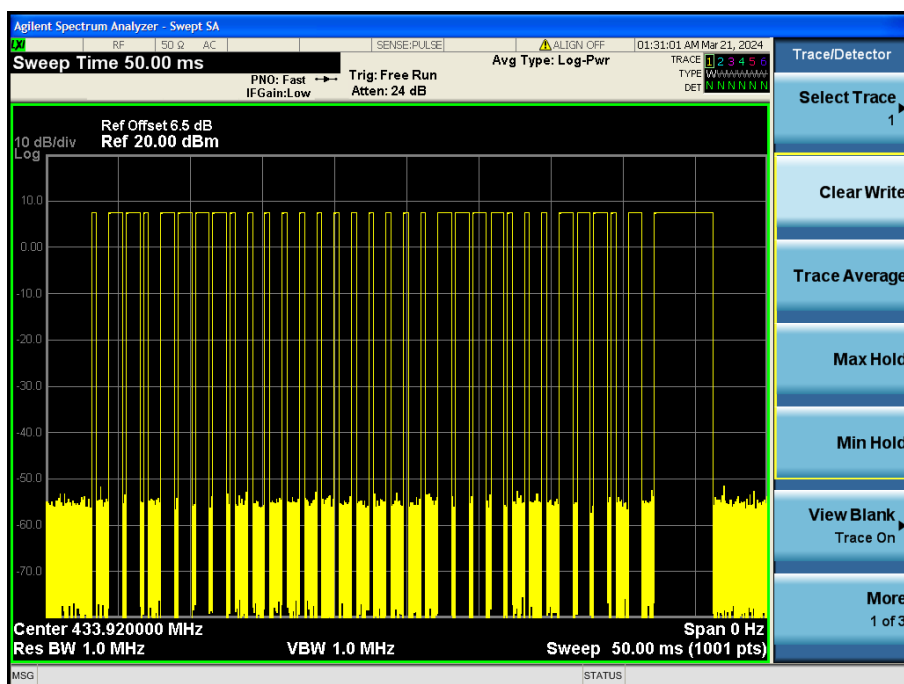 Agilent Spectrum Analyzer - Swept SA
LXI RF 50 Ω AC SENSE:PULSE ALIGN OFF 01:31:01 AM Mar 21, 2024
Sweep Time 50.00 ms
PNO: Fast
IFGain:Low
Trig: Free Run
Atten: 24 dB
Avg Type: Log-Pwr
TRACE 1 2 3 4 5 6
TYPE WWWWWW
DET N N N N N N
Ref Offset 6.5 dB
10 dB/div Ref 20.00 dBm
Log
10.0
0.00
-10.0
-20.0
-30.0
-40.0
-50.0
-60.0
-70.0
Center 433.920000 MHz Span 0 Hz
Res BW 1.0 MHz VBW 1.0 MHz Sweep 50.00 ms (1001 pts)
MSG STATUS
Trace/Detector
Select Trace
1
Clear Write
Trace Average
Max Hold
Min Hold
View Blank
Trace On
More
1 of 3